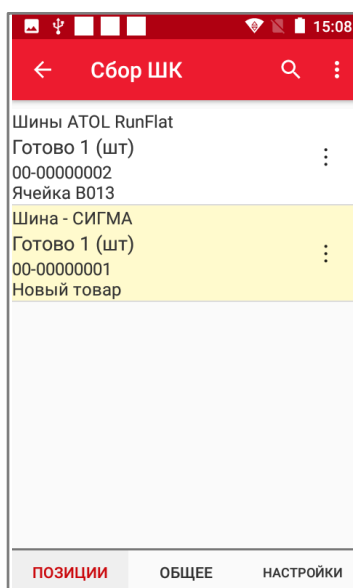 15:08
Сбор ШК
Шины ATOL RunFlat
Готово 1 (шт)
00-00000002
Ячейка B013
Шина - СИГМА
Готово 1 (шт)
00-00000001
Новый товар
ПОЗИЦИИ ОБЩЕЕ НАСТРОЙКИ